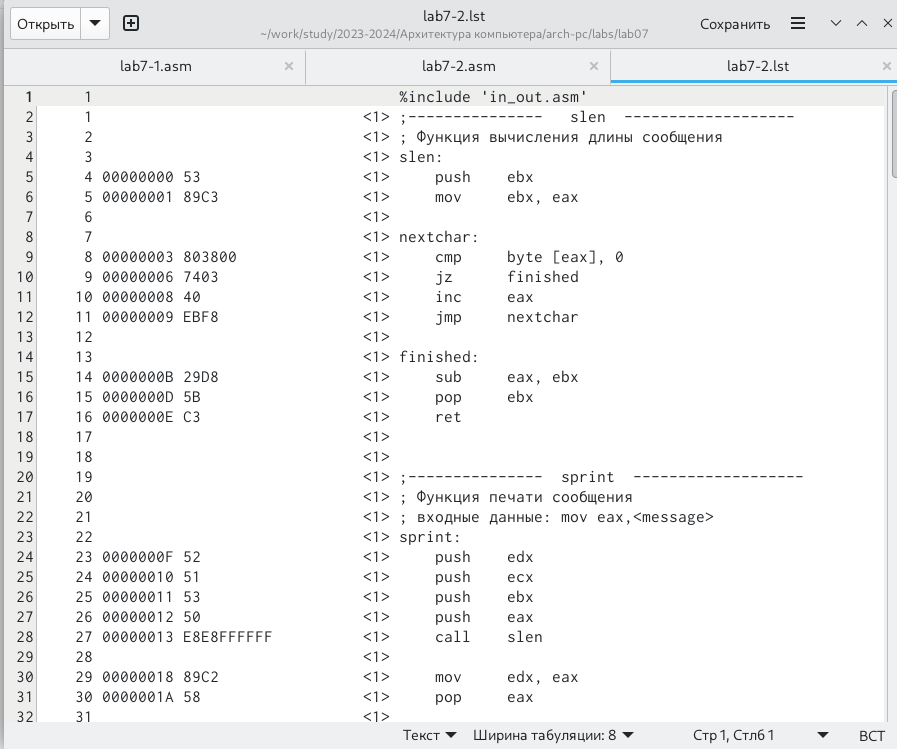 Открыть
lab7-2.lst
~/work/study/2023-2024/Архитектура компьютера/arch-pc/labs/lab07
Сохранить
lab7-1.asm × lab7-2.asm × lab7-2.lst ×
1 1 %include 'in_out.asm'
2 1 <1> ;--------------- slen -------------------
3 2 <1> ; Функция вычисления длины сообщения
4 3 <1> slen:
5 4 00000000 53 <1> push ebx
6 5 00000001 89C3 <1> mov ebx, eax
7 6 <1>
8 7 <1> nextchar:
9 8 00000003 803800 <1> cmp byte [eax], 0
10 9 00000006 7403 <1> jz finished
11 10 00000008 40 <1> inc eax
12 11 00000009 EBF8 <1> jmp nextchar
13 12 <1>
14 13 <1> finished:
15 14 0000000B 29D8 <1> sub eax, ebx
16 15 0000000D 5B <1> pop ebx
17 16 0000000E C3 <1> ret
18 17 <1>
19 18 <1>
20 19 <1> ;--------------- sprint -------------------
21 20 <1> ; Функция печати сообщения
22 21 <1> ; входные данные: mov eax,<message>
23 22 <1> sprint:
24 23 0000000F 52 <1> push edx
25 24 00000010 51 <1> push ecx
26 25 00000011 53 <1> push ebx
27 26 00000012 50 <1> push eax
28 27 00000013 E8E8FFFFFF <1> call slen
29 28 <1>
30 29 00000018 89C2 <1> mov edx, eax
31 30 0000001A 58 <1> pop eax
32 31 <1>
Текст Ширина табуляции: 8 Стр 1, Стлб 1 ВСТ